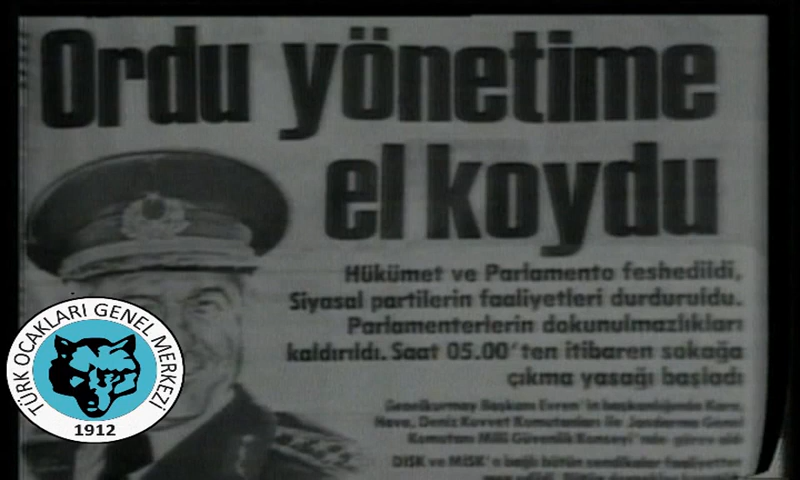 Ordu yönetime
el koydu
Hükümet ve Parlamento feshedildi,
Siyasal partilerin faaliyetleri durduruldu.
Parlamenterlerin dokunulmazlıkları
kaldırıldı. Saat 05.00'ten itibaren sokağa
çıkma yasağı başladı
Genelkurmay Başkanı Evren'in başkanlığında Kara,
Hava, Deniz Kuvvet Komutanları ile Jandarma Genel
Komutanı Milli Güvenlik Konseyi'nde görev aldı
DİSK ve MİSK'e bağlı bütün sendikalar faaliyetten
TÜRK OCAKLARI GENEL MERKEZİ
1912